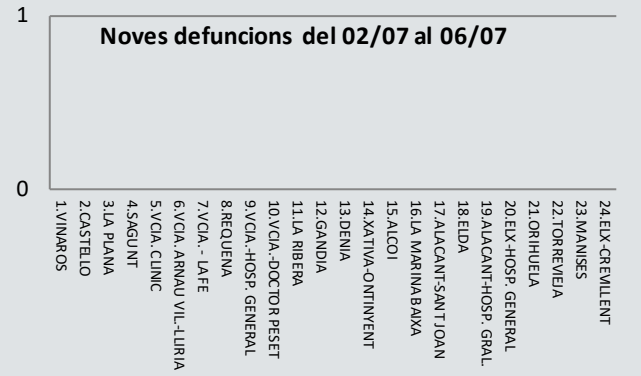 1
Noves defuncions del 02/07 al 06/07
0
1.VINAROS
2.CASTELLO
3.LA PLANA
4.SAGUNT
5.VCIA. CLINIC
6.VCIA. ARNAU VIL.-LLIRIA
7.VCIA. - LA FE
8.REQUENA
9.VCIA.-HOSP. GENERAL
10.VCIA.-DOCTOR PESET
11.LA RIBERA
12.GANDIA
13.DENIA
14.XATIVA-ONTINYENT
15.ALCOI
16.LA MARINA BAIXA
17.ALACANT-SANT JOAN
18.ELDA
19.ALACANT-HOSP. GRAL.
20.ELX-HOSP. GENERAL
21.ORIHUELA
22.TORREVIEJA
23.MANISES
24.ELX-CREVILLENT